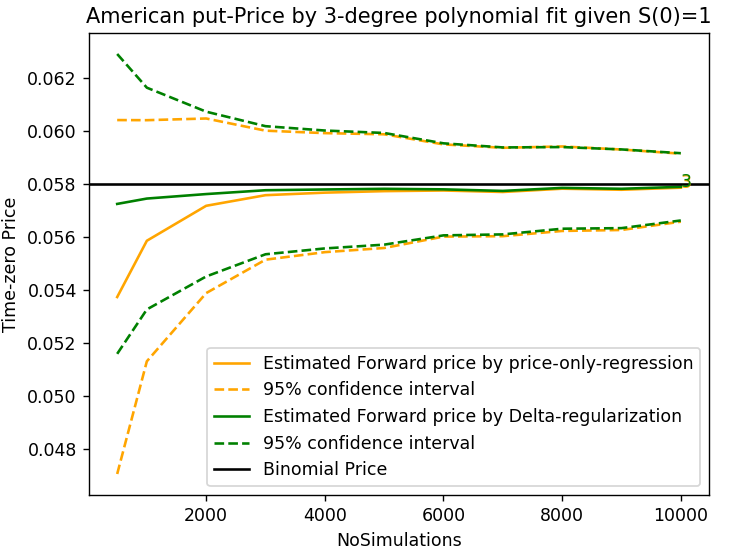 American put-Price by 3-degree polynomial fit given S(0)=1
0.062
0.060
0.058
0.056
0.054
0.052
0.050
0.048
Time-zero Price
3
Estimated Forward price by price-only-regression
95% confidence interval
Estimated Forward price by Delta-regularization
95% confidence interval
Binomial Price
2000 4000 6000 8000 10000
NoSimulations